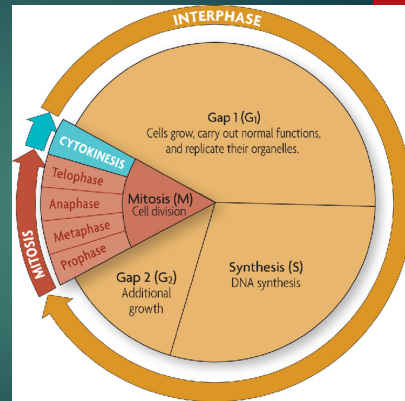 INTERPHASE
Gap 1 (G₁)
Cells grow, carry out normal functions,
and replicate their organelles.
CYTOKINESIS
Telophase
Anaphase
Metaphase
Prophase
Mitosis (M)
Cell division
MITOSIS
Gap 2 (G₂)
Additional
growth
Synthesis (S)
DNA synthesis